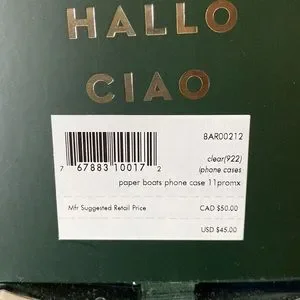 HALLO
CIAO
BAR00212
7 67883 10017 2
clear(922)
(phone cases
paper boats phone case 11promx
Mfr Suggested Retail Price
CAD $50.00
USD $45.00